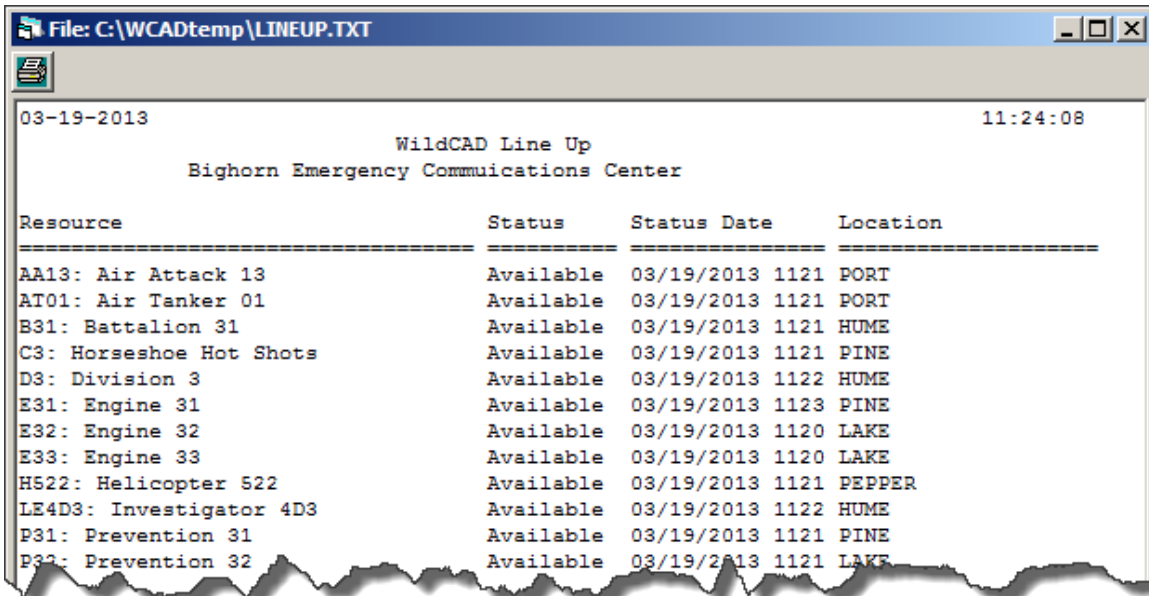 File: C:\WCADtemp\LINEUP.TXT
03-19-2013 11:24:08
WildCAD Line Up
Bighorn Emergency Commuications Center
Resource Status Status Date Location
=================================== ========== =============== ====================
AA13: Air Attack 13 Available 03/19/2013 1121 PORT
AT01: Air Tanker 01 Available 03/19/2013 1121 PORT
B31: Battalion 31 Available 03/19/2013 1121 HUME
C3: Horseshoe Hot Shots Available 03/19/2013 1121 PINE
D3: Division 3 Available 03/19/2013 1122 HUME
E31: Engine 31 Available 03/19/2013 1123 PINE
E32: Engine 32 Available 03/19/2013 1120 LAKE
E33: Engine 33 Available 03/19/2013 1120 LAKE
H522: Helicopter 522 Available 03/19/2013 1121 PEPPER
LE4D3: Investigator 4D3 Available 03/19/2013 1122 HUME
P31: Prevention 31 Available 03/19/2013 1121 PINE
P32: Prevention 32 Available 03/19/2013 1121 LAKE